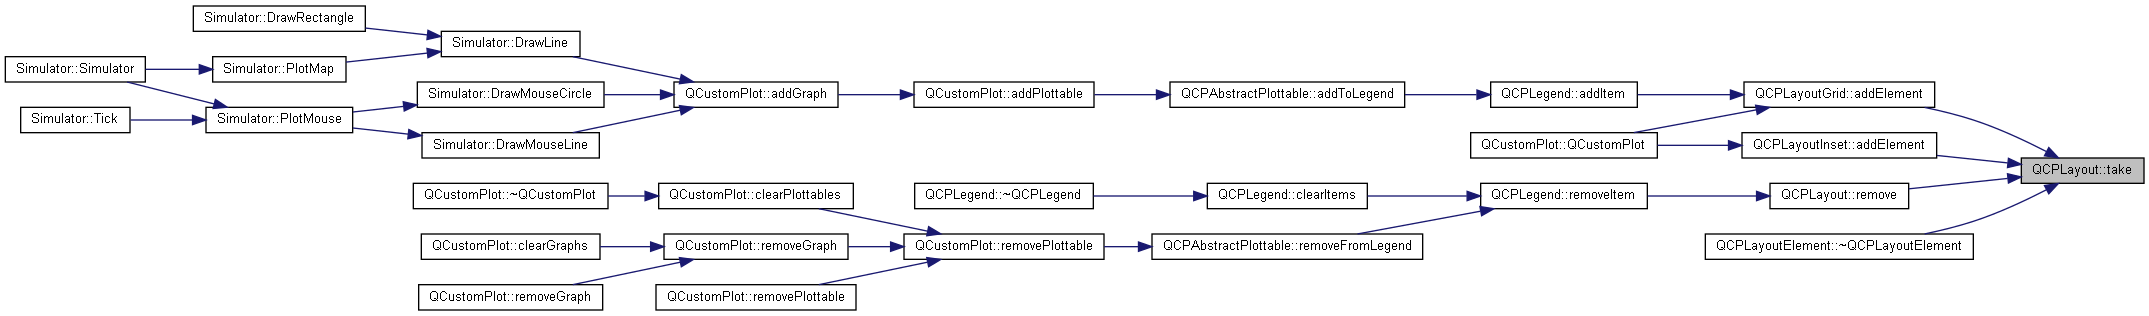 Simulator::DrawRectangle
Simulator::DrawLine
Simulator::Simulator
Simulator::PlotMap
Simulator::DrawMouseCircle
QCustomPlot::addGraph
QCustomPlot::addPlottable
QCPAbstractPlottable::addToLegend
QCPLegend::addItem
QCPLayoutGrid::addElement
Simulator::Tick
Simulator::PlotMouse
Simulator::DrawMouseLine
QCustomPlot::QCustomPlot
QCPLayoutInset::addElement
QCPLayout::take
QCustomPlot::~QCustomPlot
QCustomPlot::clearPlottables
QCPLegend::~QCPLegend
QCPLegend::clearItems
QCPLegend::removeItem
QCPLayout::remove
QCustomPlot::clearGraphs
QCustomPlot::removeGraph
QCustomPlot::removePlottable
QCPAbstractPlottable::removeFromLegend
QCPLayoutElement::~QCPLayoutElement
QCustomPlot::removeGraph
QCustomPlot::removePlottable